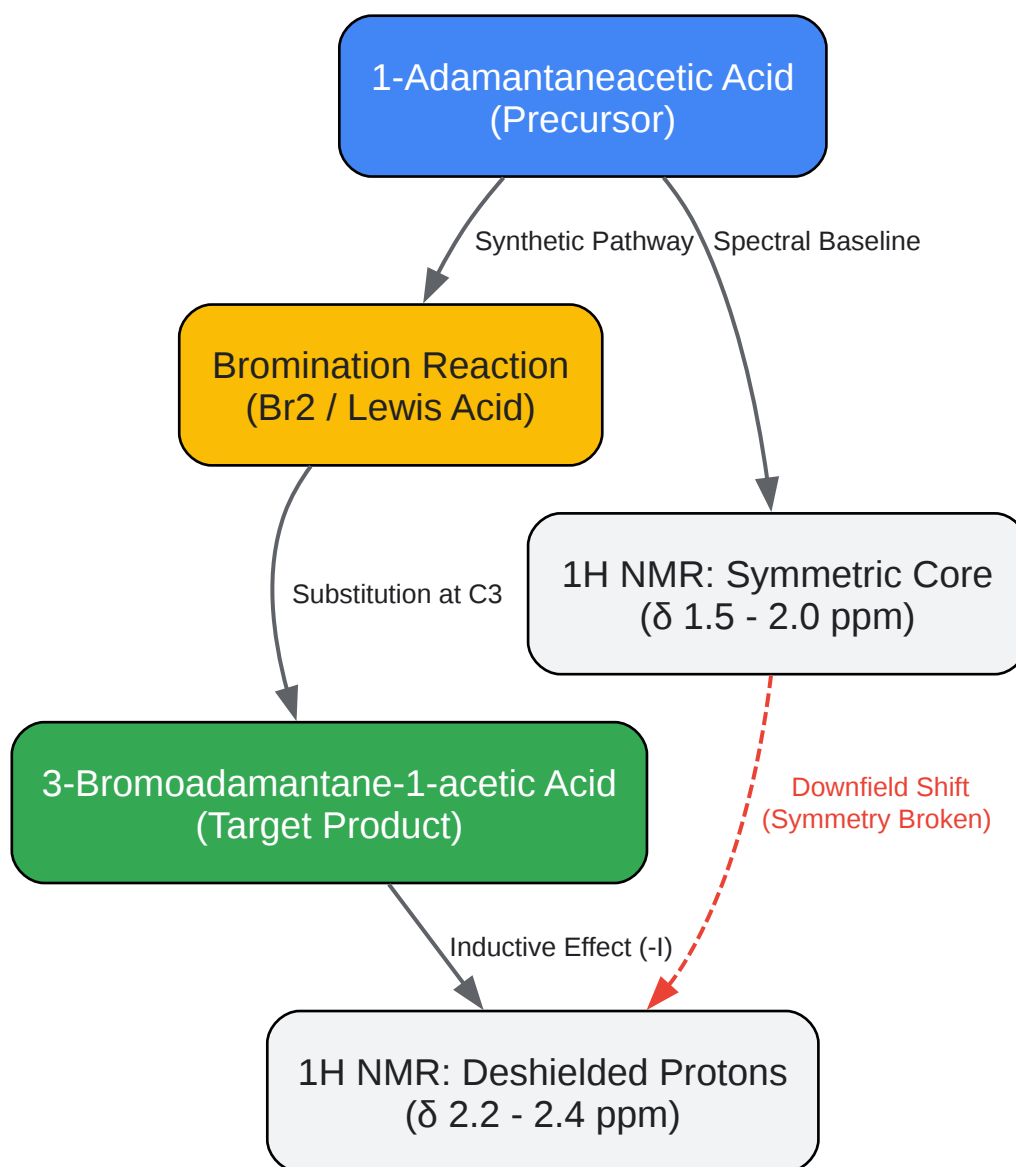 1-Adamantaneacetic Acid
(Precursor)
Synthetic Pathway
Spectral Baseline
Bromination Reaction
(Br2 / Lewis Acid)
1H NMR: Symmetric Core
(δ 1.5 - 2.0 ppm)
Substitution at C3
3-Bromoadamantane-1-acetic Acid
(Target Product)
Downfield Shift
(Symmetry Broken)
Inductive Effect (-I)
1H NMR: Deshielded Protons
(δ 2.2 - 2.4 ppm)